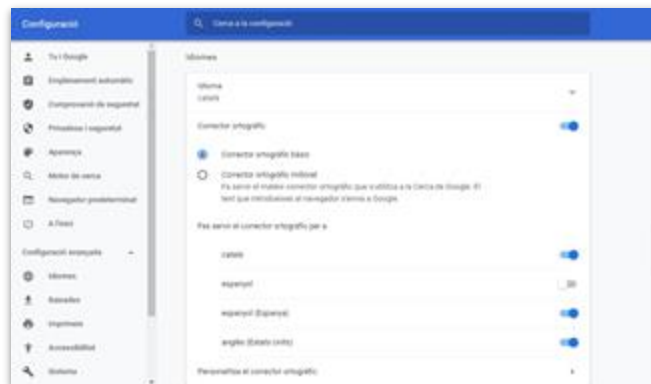 Configuració
Cerca a la configuració
Tu i Google
Emplenament automàtic
Comprovació de seguretat
Privadesa i seguretat
Aparença
Motor de cerca
Navegador predeterminat
A l'inici
Configuració avançada
Idiomes
Baixades
Imprimeix
Accessibilitat
Sistema
Idiomes
Idioma
català
Corrector ortogràfic
Corrector ortogràfic bàsic
Corrector ortogràfic millorat
Fa servir el mateix corrector ortogràfic que s'utilitza a la Cerca de Google. El
text que introdueixes al navegador s'envia a Google.
Fes servir el corrector ortogràfic per a
català
espanyol
espanyol (Espanya)
anglès (Estats Units)
Personalitza el corrector ortogràfic